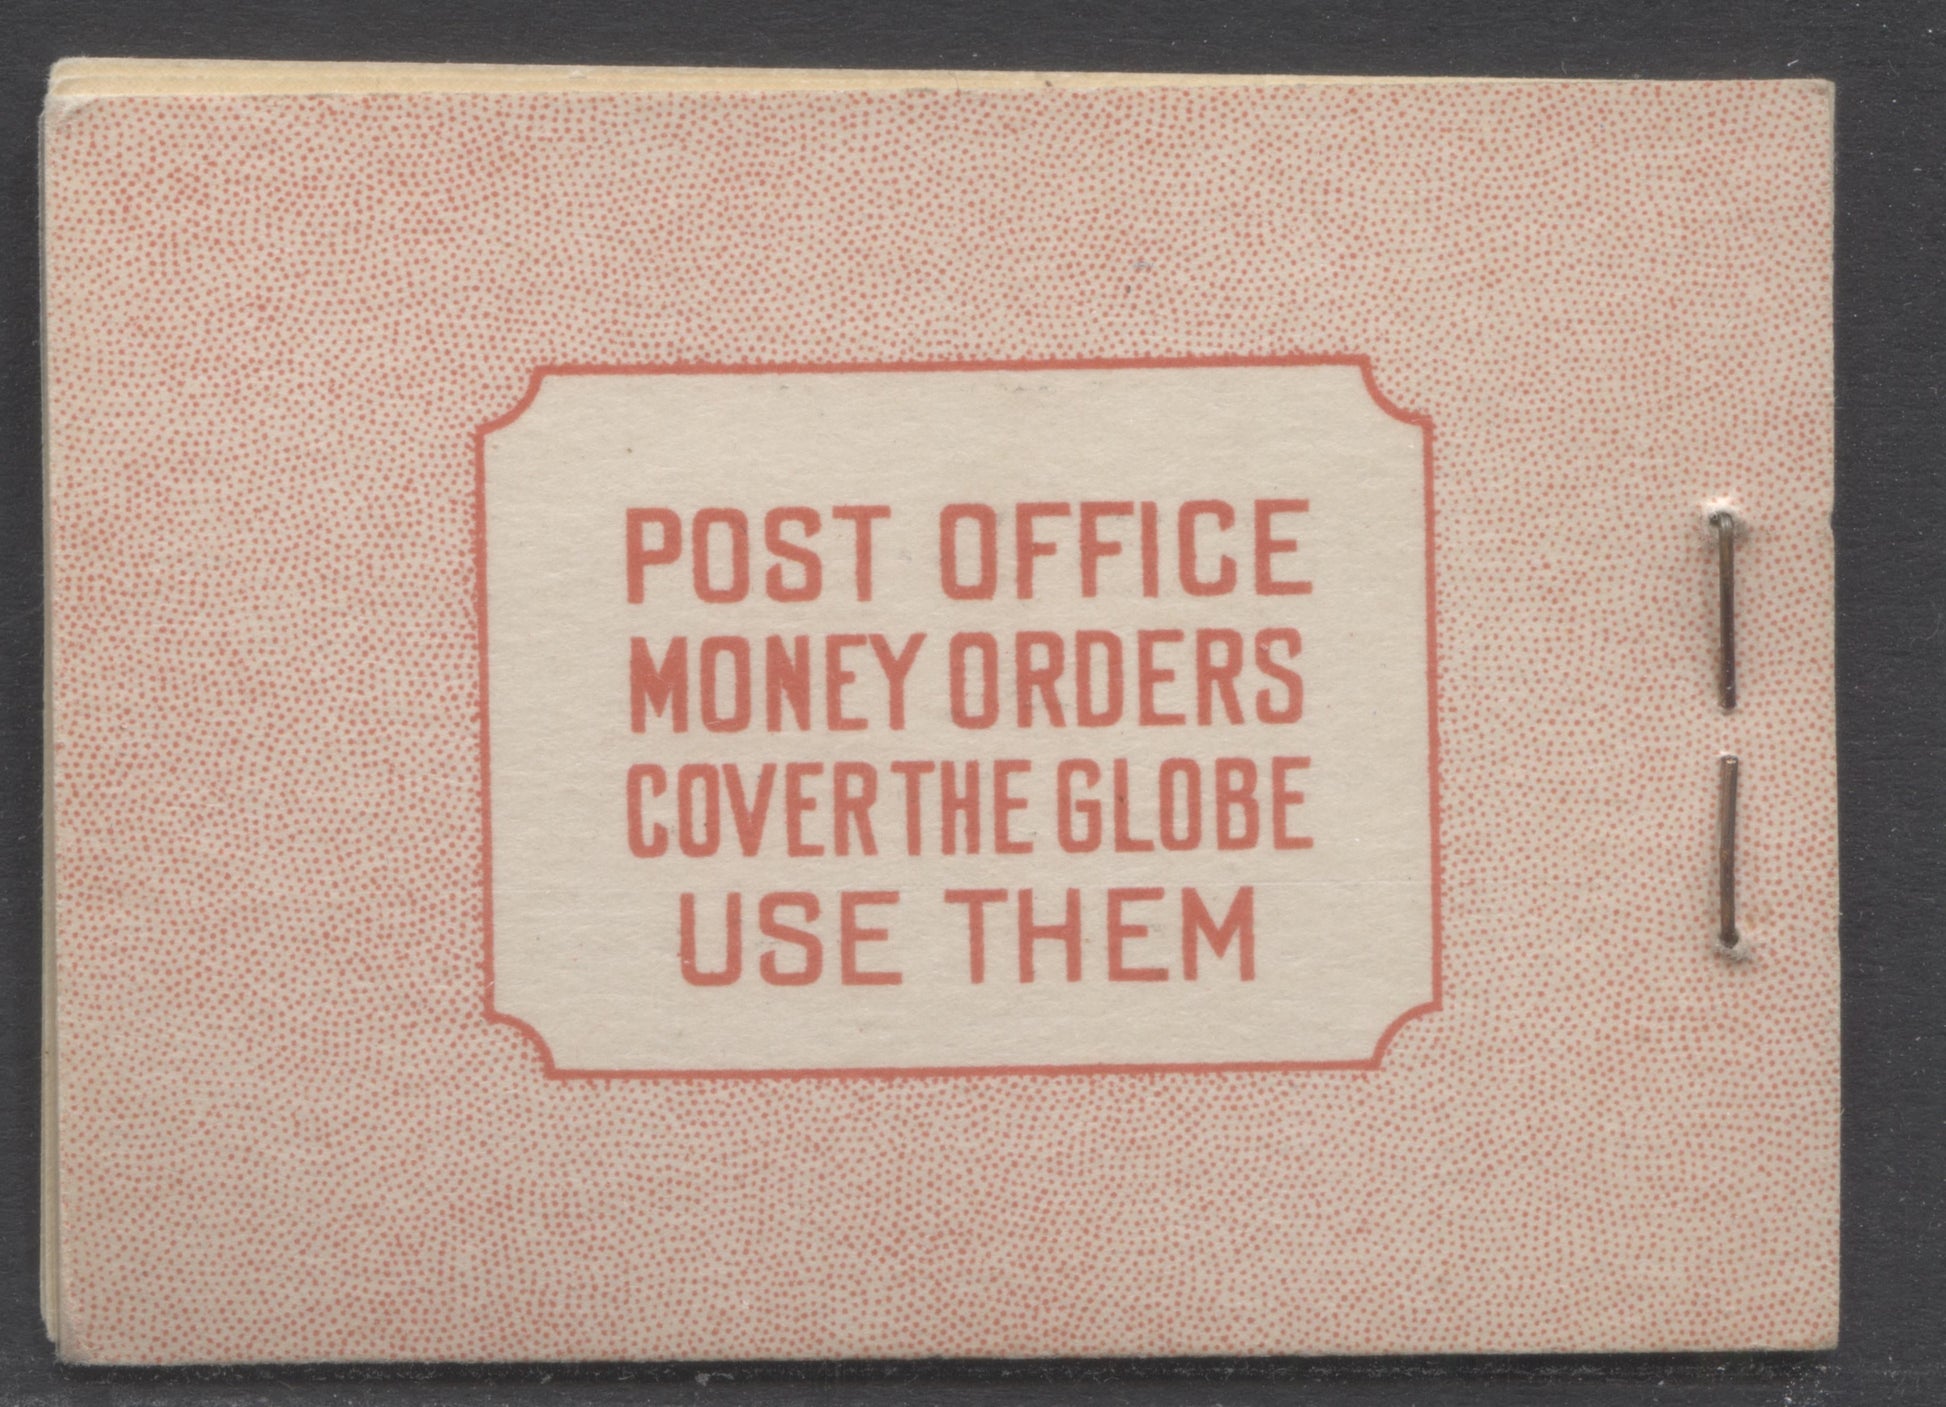 POST OFFICE
MONEY ORDERS
COVER THE GLOBE
USE THEM